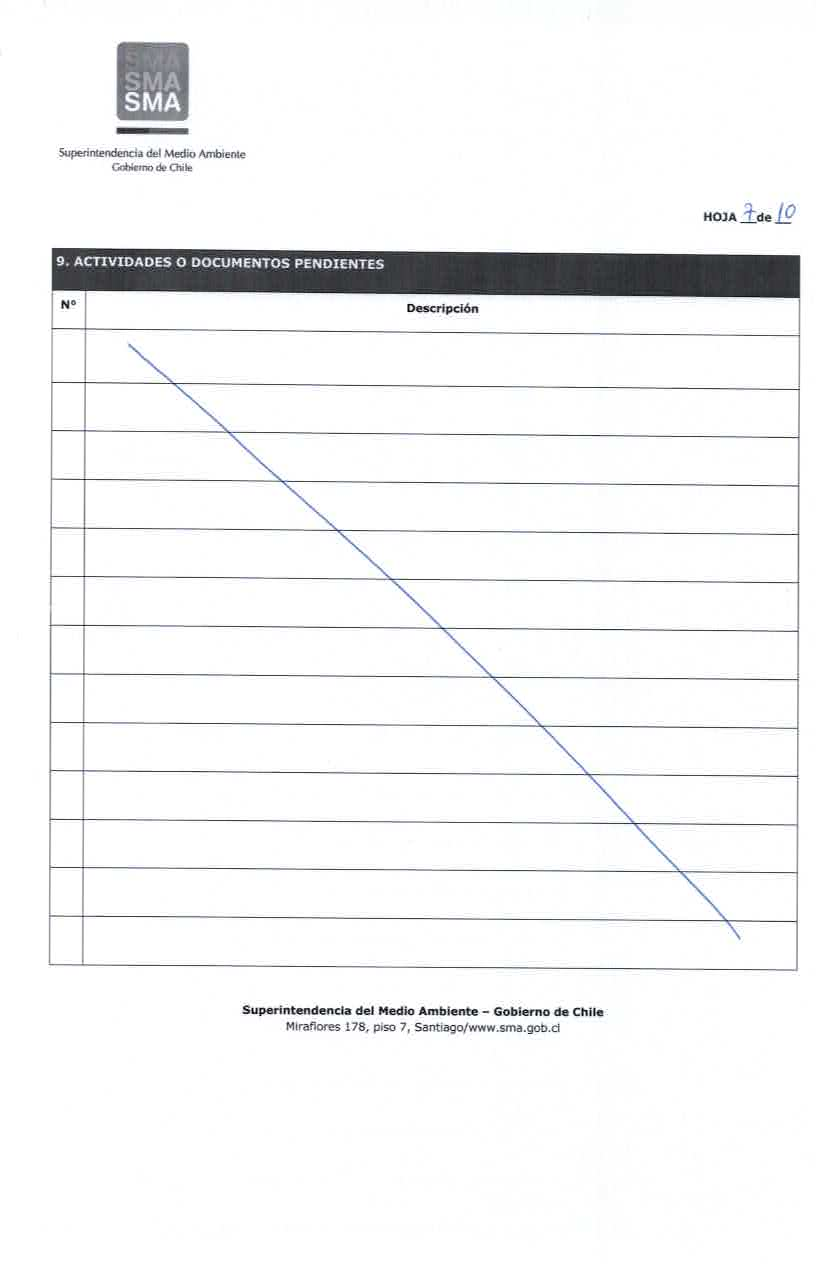 SMA
SMA
SMA
Superintendencia del Medio Ambiente
Gobierno de Chile
HOJA 7 de 10
9. ACTIVIDADES O DOCUMENTOS PENDIENTES
Nº Descripción
Superintendencia del Medio Ambiente – Gobierno de Chile
Miraflores 178, piso 7, Santiago/www.sma.gob.cl